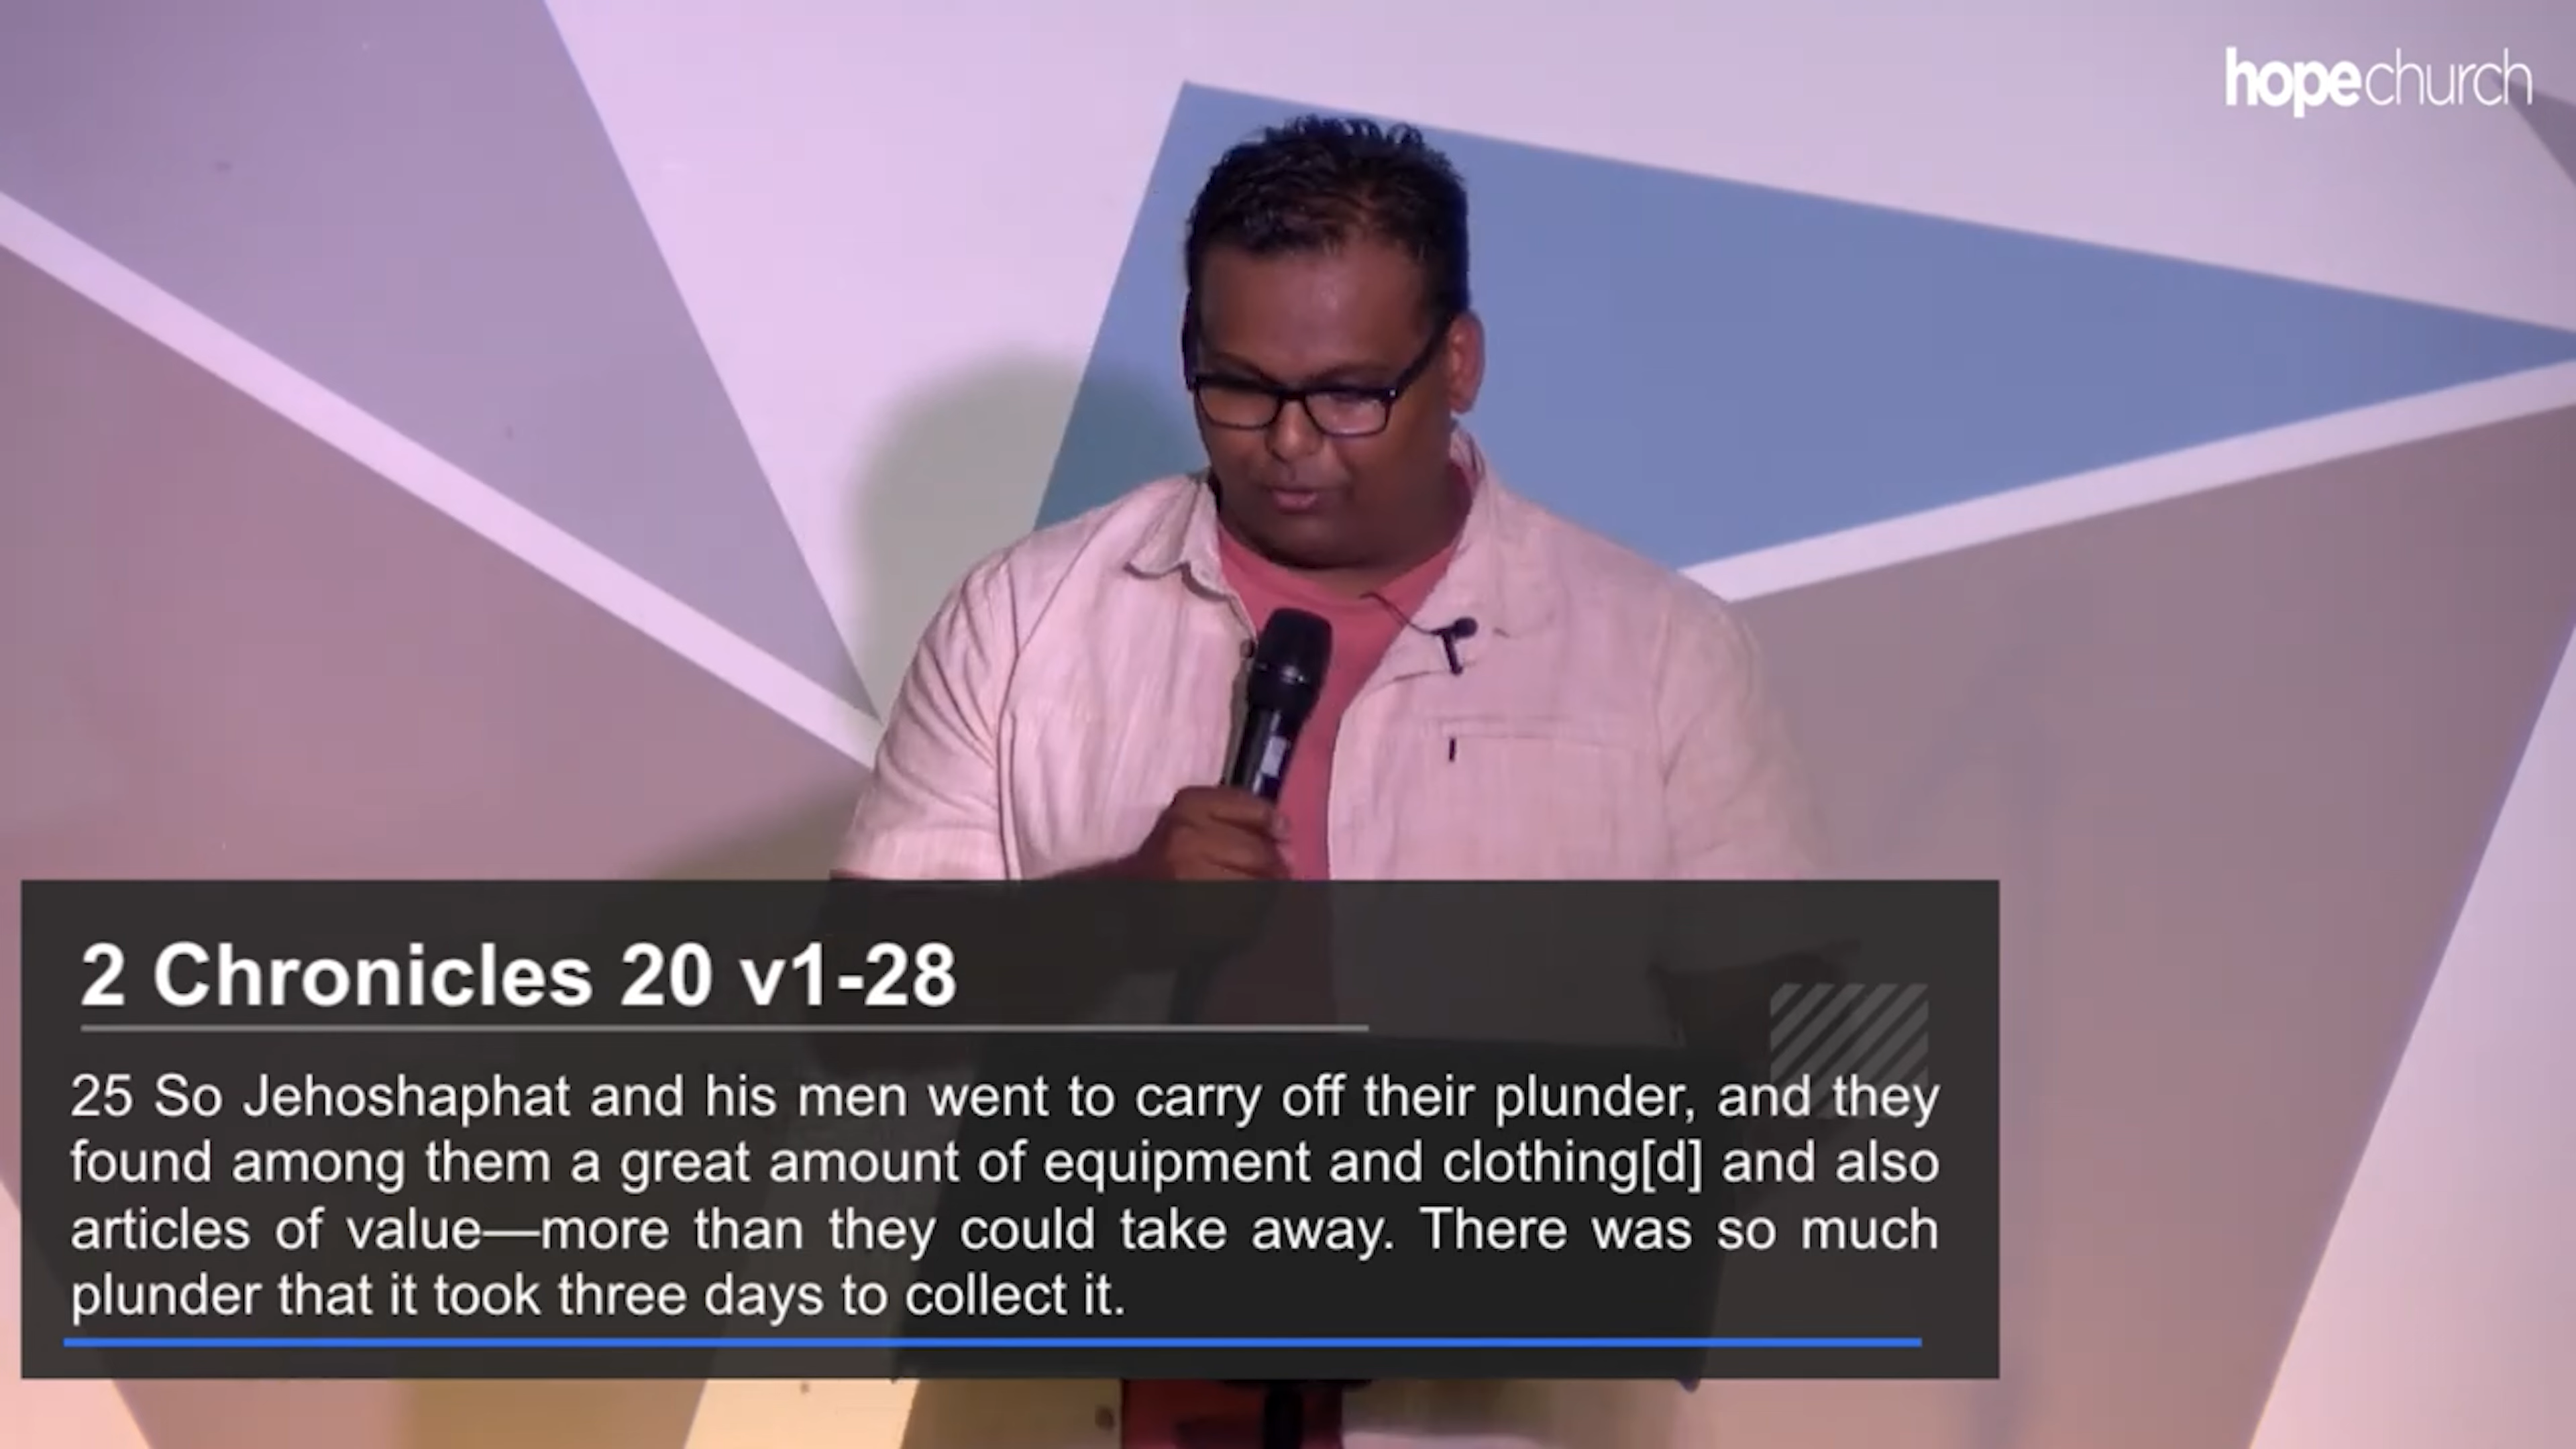 hopechurch
2 Chronicles 20 v1-28
25 So Jehoshaphat and his men went to carry off their plunder, and they
found among them a great amount of equipment and clothing[d] and also
articles of value—more than they could take away. There was so much
plunder that it took three days to collect it.